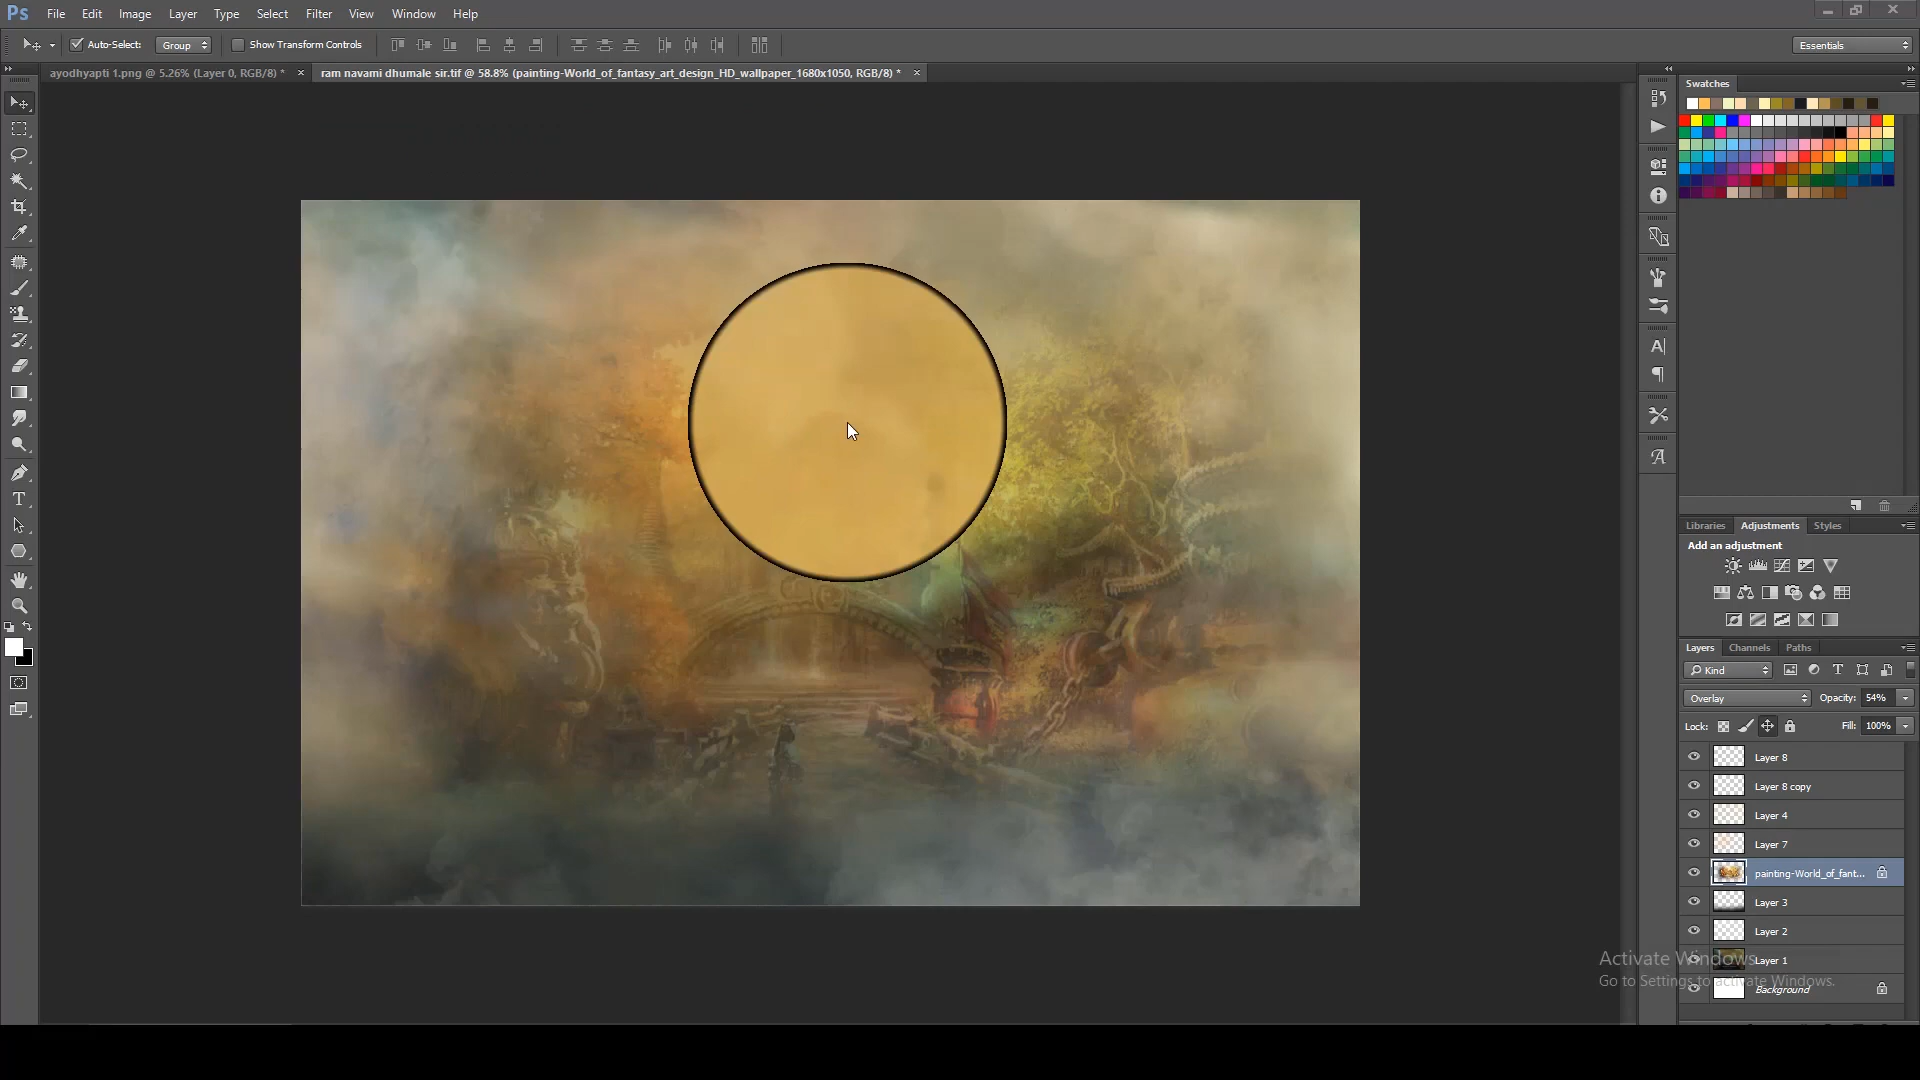 Ps File Edit Image Layer Type Select Filter View Window Help
Auto-Select: Group Show Transform Controls Essentials
ayodhyapti 1.png @ 5.26% (Layer 0, RGB/8) * × ram navami dhumale sir.tif @ 58.8% (painting-World_of_fantasy_art_design_HD_wallpaper_1680x1050, RGB/8) * ×
Swatches
Libraries Adjustments Styles
Add an adjustment
Layers Channels Paths
Kind
Overlay Opacity: 54%
Lock: Fill: 100%
Layer 8
Layer 8 copy
Layer 4
Layer 7
painting-World_of_fant...
Layer 3
Layer 2
Layer 1
Background
Activate Windows
Go to Settings to activate Windows.